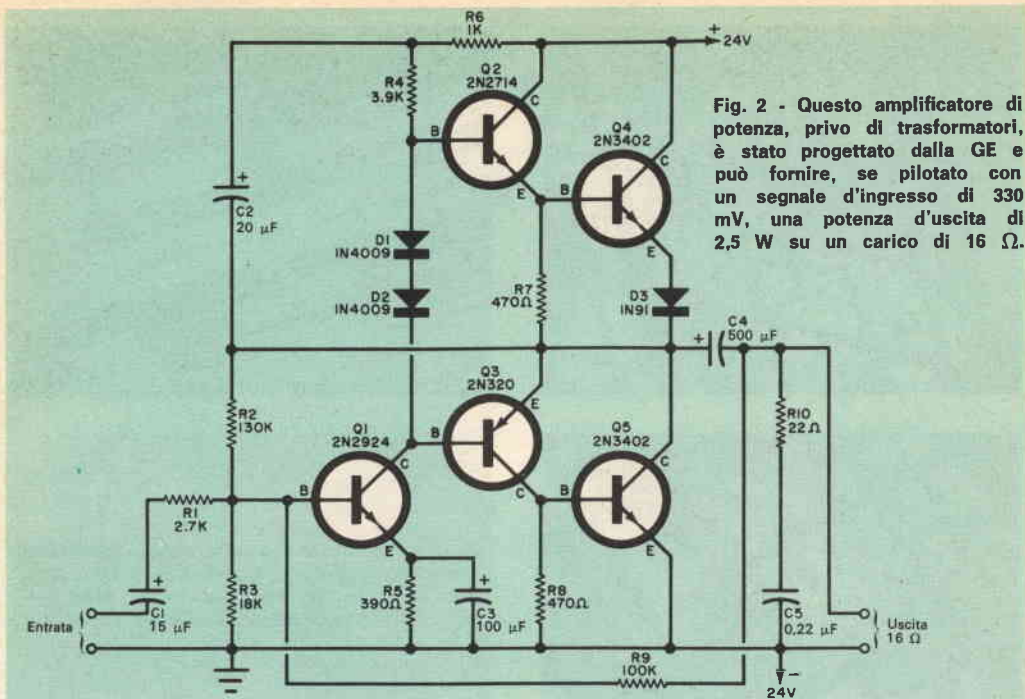 R6
1K
+
24V
R4
3.9K
Q2
2N2714
C
B
E
Q4
2N3402
C
B
E
Fig. 2 - Questo amplificatore di
potenza, privo di trasformatori,
è stato progettato dalla GE e
può fornire, se pilotato con
un segnale d'ingresso di 330
mV, una potenza d'uscita di
2,5 W su un carico di 16 Ω.
+
C2
20 µF
D1
1N4009
D2
1N4009
R7
470Ω
D3
1N91
C4
500 µF
+
Q3
2N320
E
B
C
R2
130K
Q1
2N2924
C
B
E
Q5
2N3402
C
B
E
R10
22Ω
R1
2.7K
+
C1
15 µF
R3
18K
R5
390Ω
+
C3
100 µF
R8
470Ω
C5
0,22 µF
Entrata
Uscita
16 Ω
R9
100K
-
24V